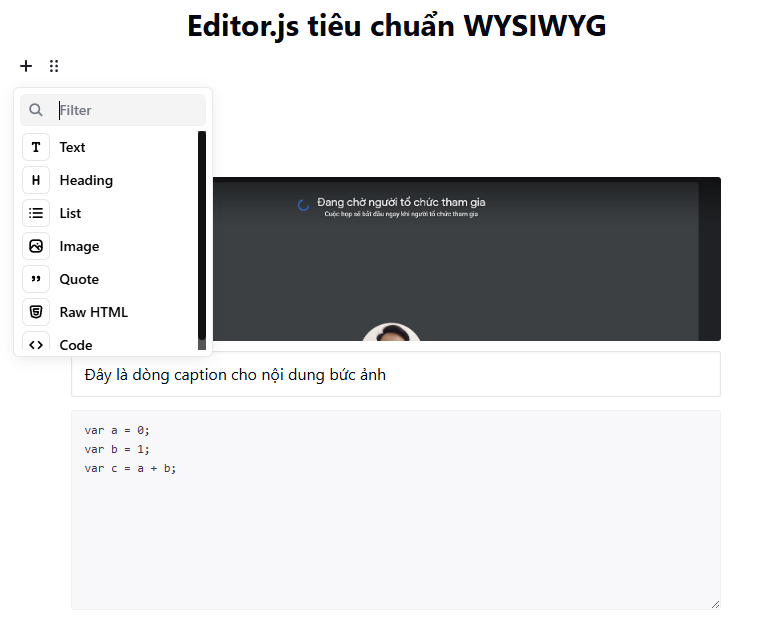 Editor.js tiêu chuẩn WYSIWYG
Filter
Text
Heading
List
Image
Quote
Raw HTML
Code
Đang chờ người tổ chức tham gia
Cuộc họp sẽ bắt đầu ngay khi người tổ chức tham gia
Đây là dòng caption cho nội dung bức ảnh
var a = 0;
var b = 1;
var c = a + b;